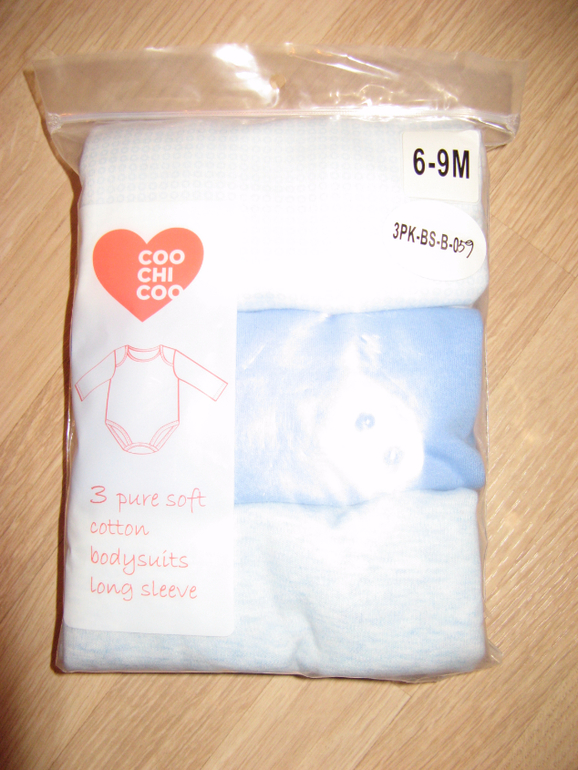 6-9M
3PK-BS-B-059
COO
CHI
COO
3 pure soft
cotton
bodysuits
long sleeve